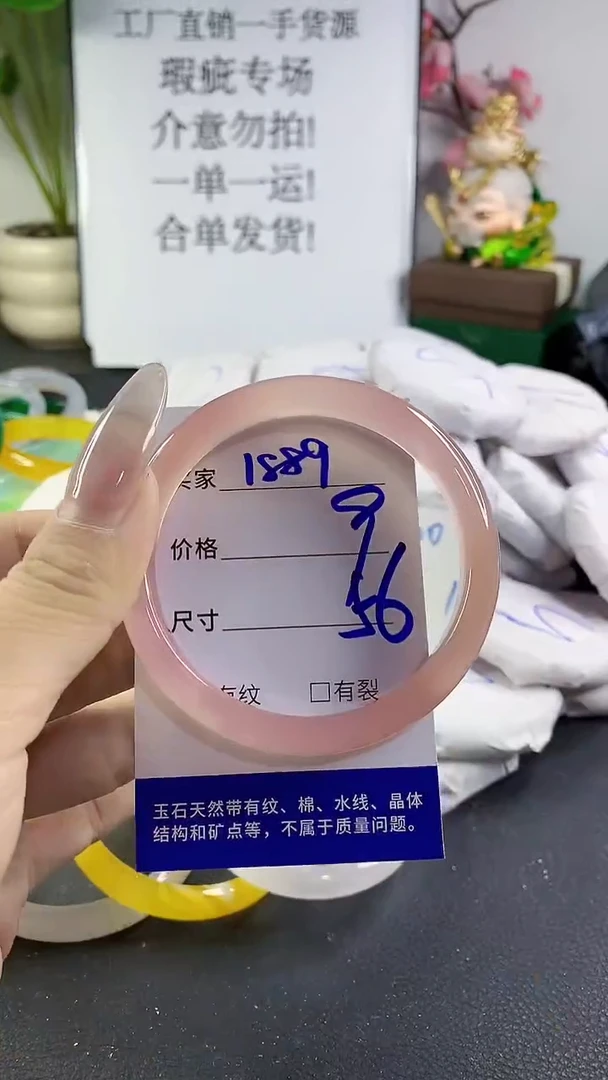 工厂直销一手货源
瑕疵专场
介意勿拍!
一单一运!
合单发货!
买家 1889
价格
尺寸 56
有纹 □有裂
玉石天然带有纹、棉、水线、晶体
结构和矿点等，不属于质量问题。